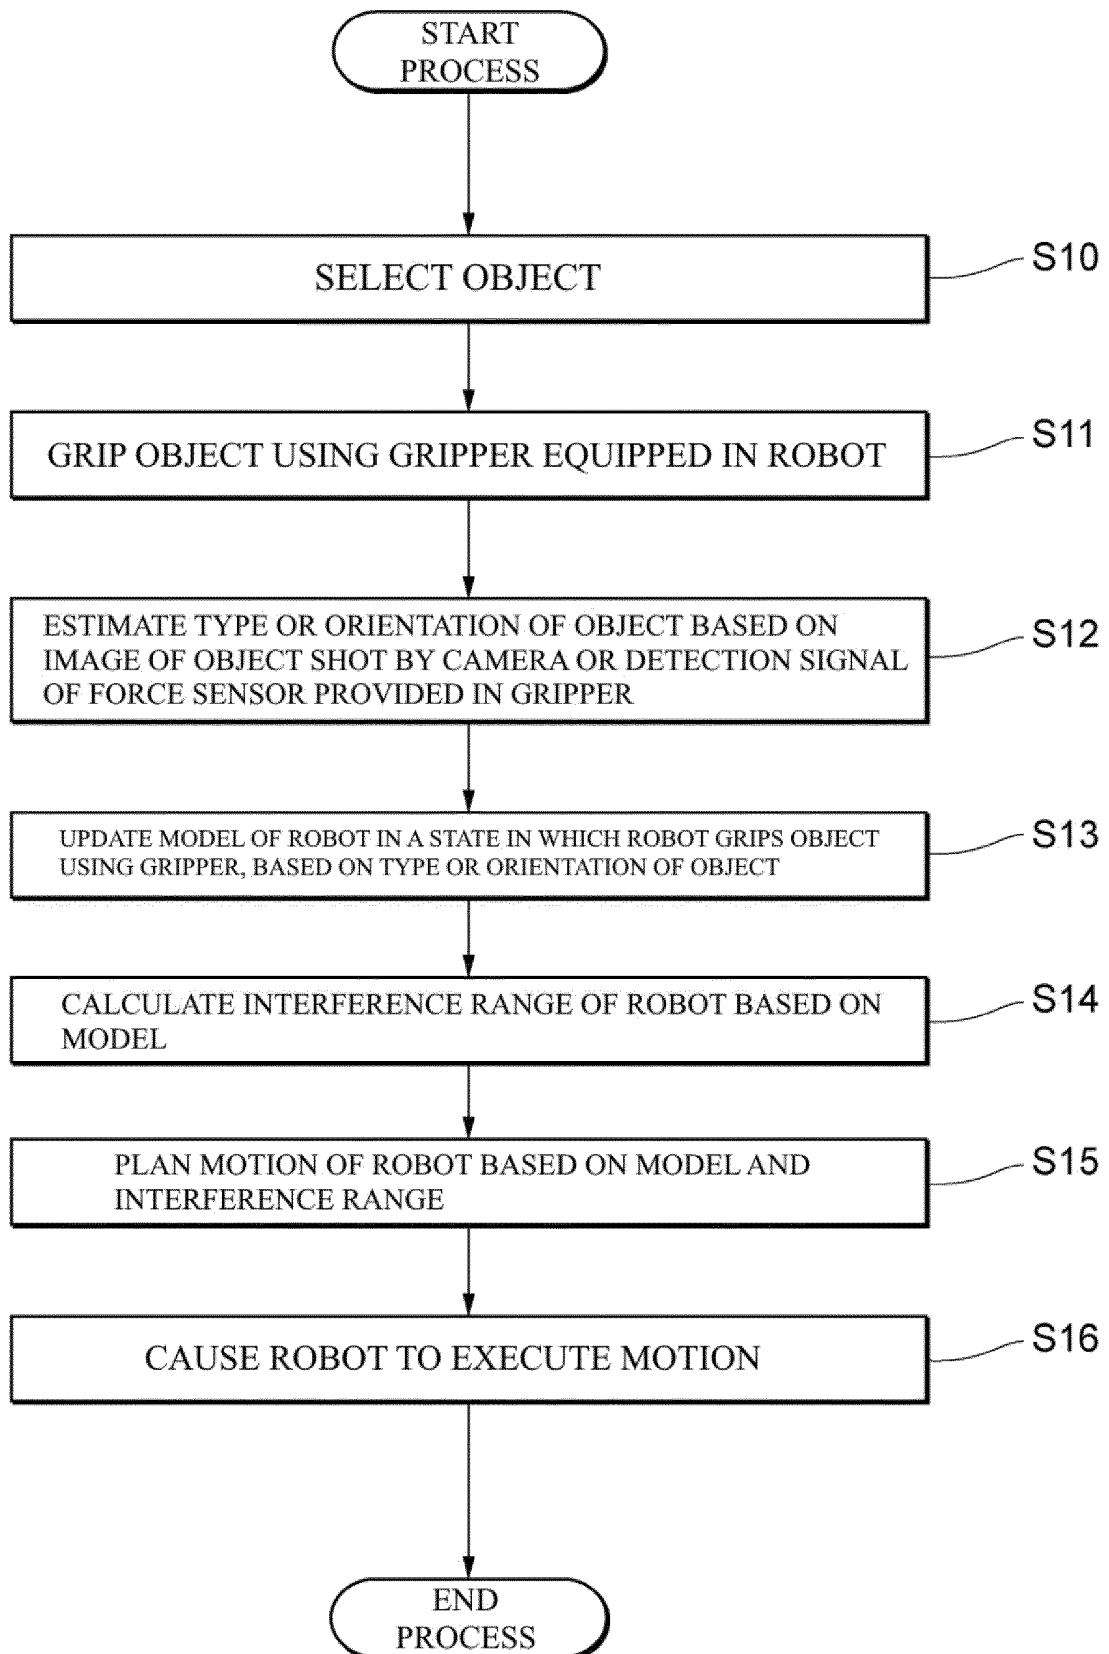 START
PROCESS
SELECT OBJECT
S10
GRIP OBJECT USING GRIPPER EQUIPPED IN ROBOT
S11
ESTIMATE TYPE OR ORIENTATION OF OBJECT BASED ON
IMAGE OF OBJECT SHOT BY CAMERA OR DETECTION SIGNAL
OF FORCE SENSOR PROVIDED IN GRIPPER
S12
UPDATE MODEL OF ROBOT IN A STATE IN WHICH ROBOT GRIPS OBJECT
USING GRIPPER, BASED ON TYPE OR ORIENTATION OF OBJECT
S13
CALCULATE INTERFERENCE RANGE OF ROBOT BASED ON
MODEL
S14
PLAN MOTION OF ROBOT BASED ON MODEL AND
INTERFERENCE RANGE
S15
CAUSE ROBOT TO EXECUTE MOTION
S16
END
PROCESS